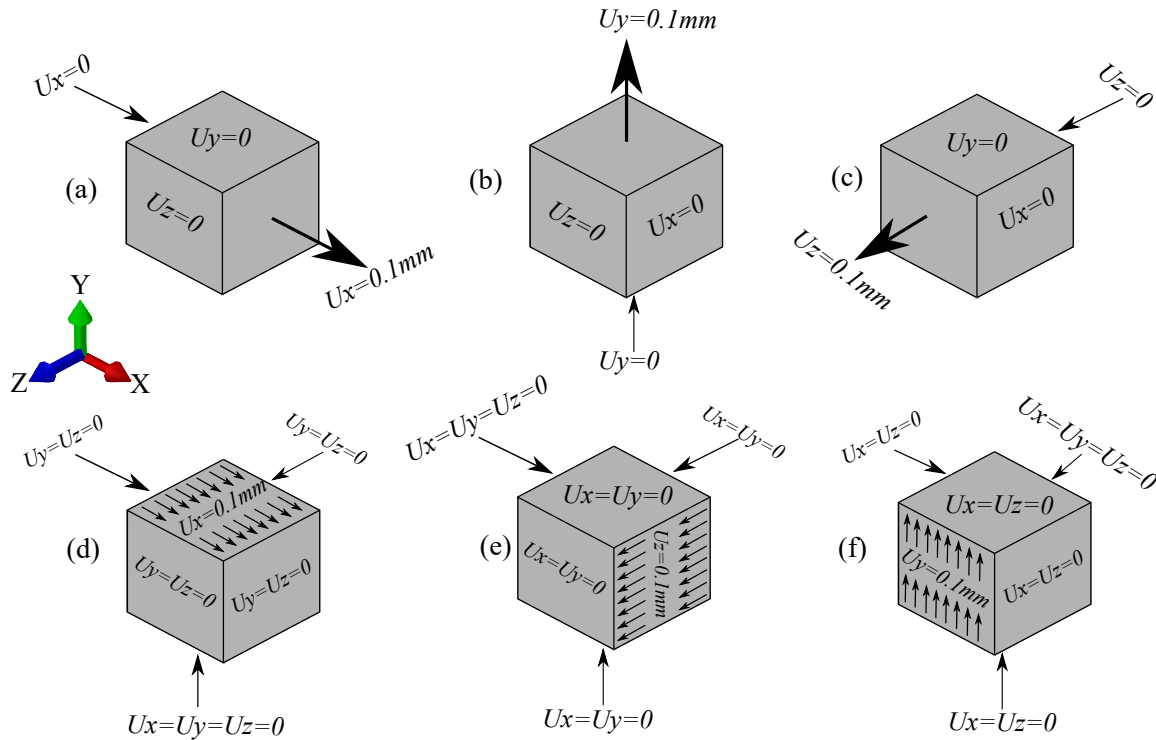 Uy=0.1mm
Ux=0
Uz=0
Uy=0
Uy=0
(a)
(b)
(c)
Uz=0
Uz=0
Ux=0
Ux=0
Ux=0.1mm
Uz=0.1mm
Y
Z
X
Uy=0
Uy=Uz=0
Uy=Uz=0
Ux=Uy=Uz=0
Ux=Uy=0
Ux=Uz=0
Ux=Uy=Uz=0
Ux=0.1mm
Ux=Uy=0
Ux=Uz=0
(d)
(e)
(f)
Uy=Uz=0
Uy=Uz=0
Ux=Uy=0
Uz=0.1mm
Uy=0.1mm
Ux=Uz=0
Ux=Uy=Uz=0
Ux=Uy=0
Ux=Uz=0